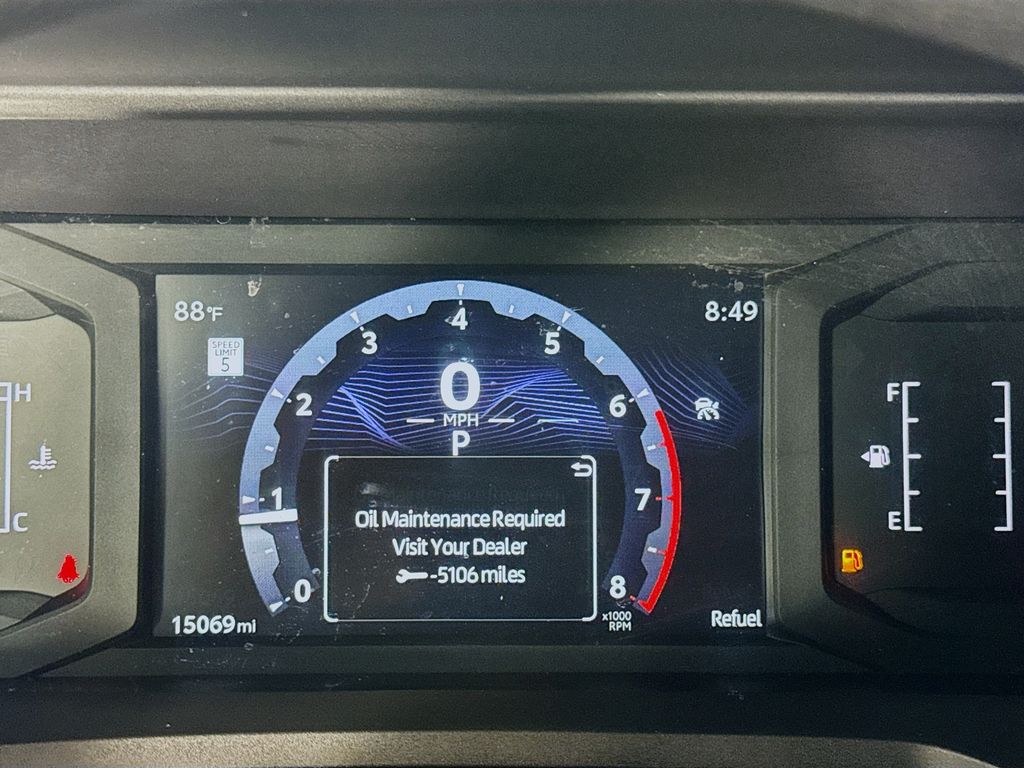 88°F
8:49
SPEED
LIMIT
5
4
3
5
2
6
1
7
0
8
0
MPH
P
Oil Maintenance Required
Visit Your Dealer
-5106 miles
x1000
RPM
15069 mi
Refuel
H
C
F
E